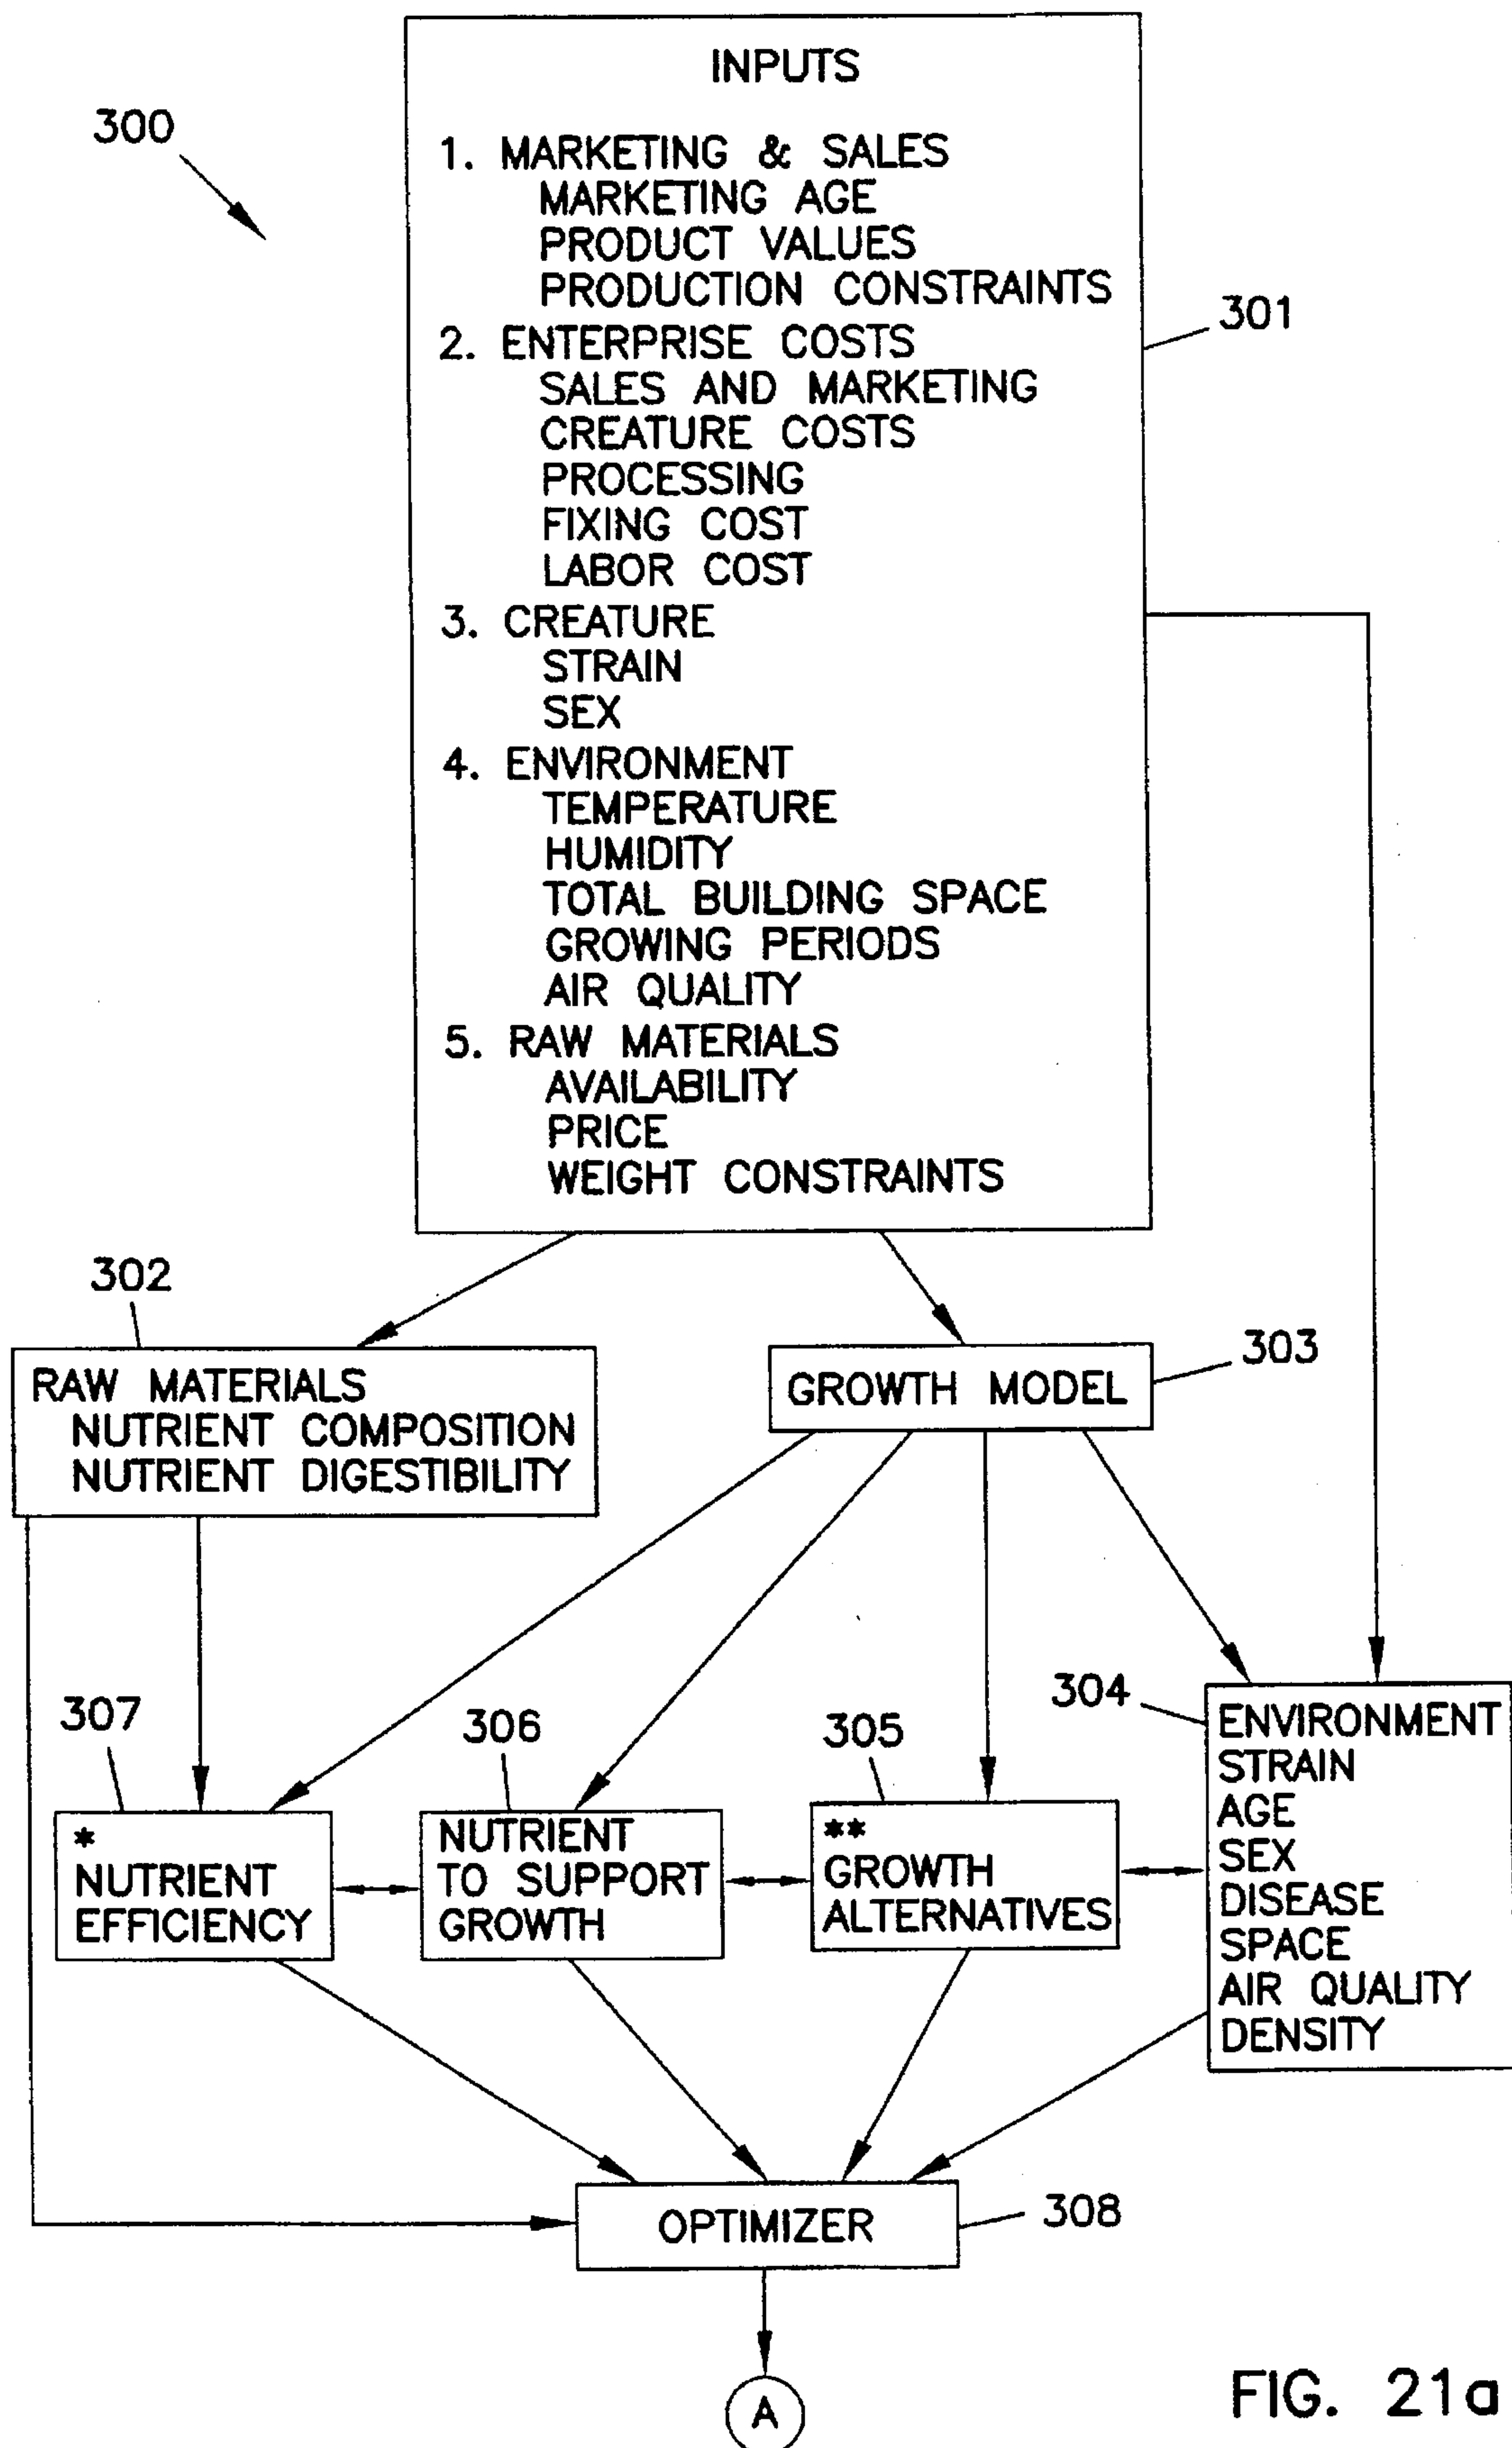 INPUTS
300
1. MARKETING & SALES
MARKETING AGE
PRODUCT VALUES
PRODUCTION CONSTRAINTS
301
2. ENTERPRISE COSTS
SALES AND MARKETING
CREATURE COSTS
PROCESSING
FIXING COST
LABOR COST
3. CREATURE
STRAIN
SEX
4. ENVIRONMENT
TEMPERATURE
HUMIDITY
TOTAL BUILDING SPACE
GROWING PERIODS
AIR QUALITY
5. RAW MATERIALS
AVAILABILITY
PRICE
WEIGHT CONSTRAINTS
302
RAW MATERIALS
NUTRIENT COMPOSITION
NUTRIENT DIGESTIBILITY
303
GROWTH MODEL
307
*
NUTRIENT
EFFICIENCY
306
NUTRIENT
TO SUPPORT
GROWTH
305
**
GROWTH
ALTERNATIVES
304
ENVIRONMENT
STRAIN
AGE
SEX
DISEASE
SPACE
AIR QUALITY
DENSITY
OPTIMIZER
308
A
FIG. 21a